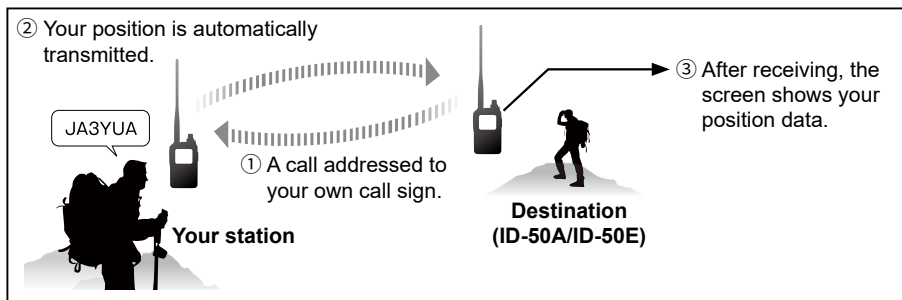 ② Your position is automatically
transmitted.
JA3YUA
① A call addressed to
your own call sign.
③ After receiving, the
screen shows your
position data.
Your station
Destination
(ID-50A/ID-50E)